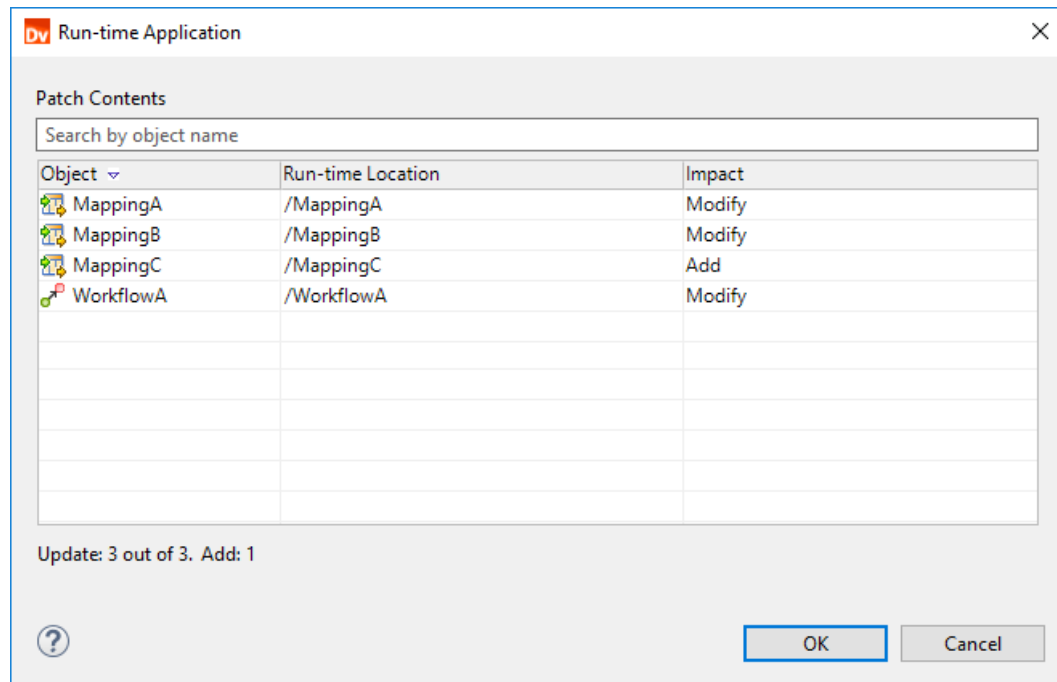 Dv Run-time Application
Patch Contents
Search by object name
Object Run-time Location Impact
MappingA /MappingA Modify
MappingB /MappingB Modify
MappingC /MappingC Add
WorkflowA /WorkflowA Modify
Update: 3 out of 3. Add: 1
? OK Cancel